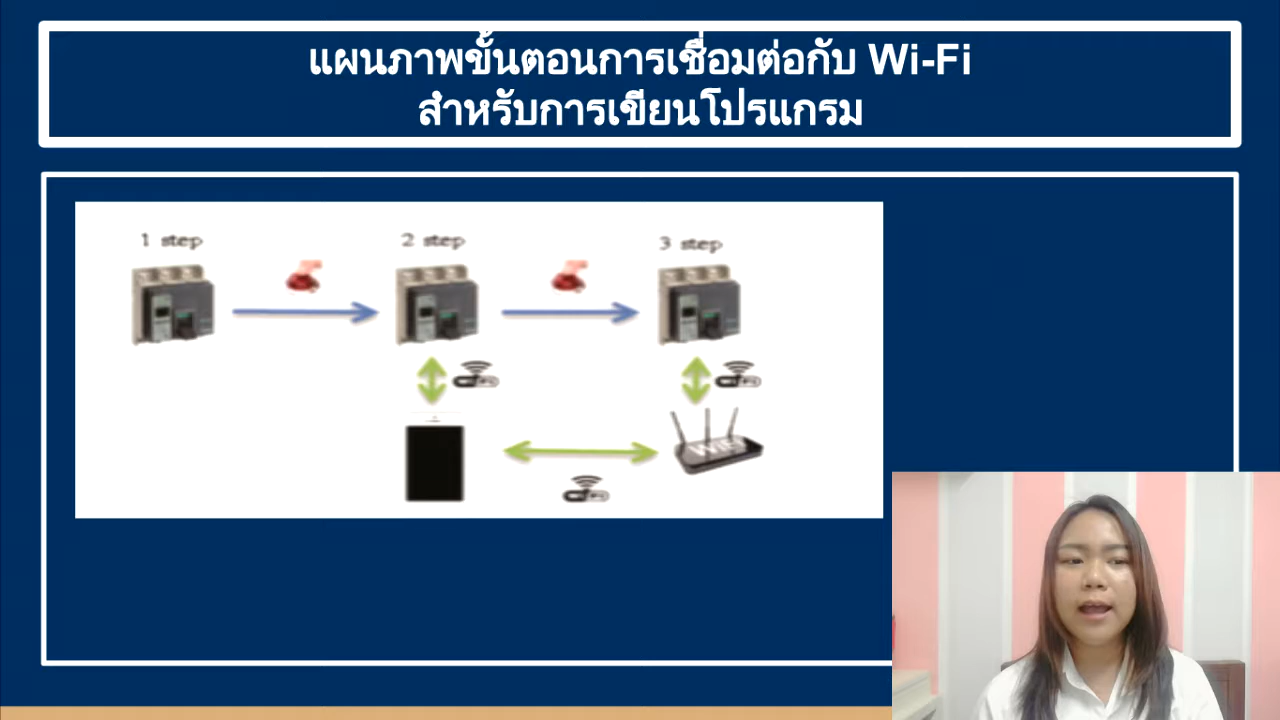 แผนภาพขั้นตอนการเชื่อมต่อกับ Wi-Fi
สำหรับการเขียนโปรแกรม
1 step
2 step
3 step
WiFi